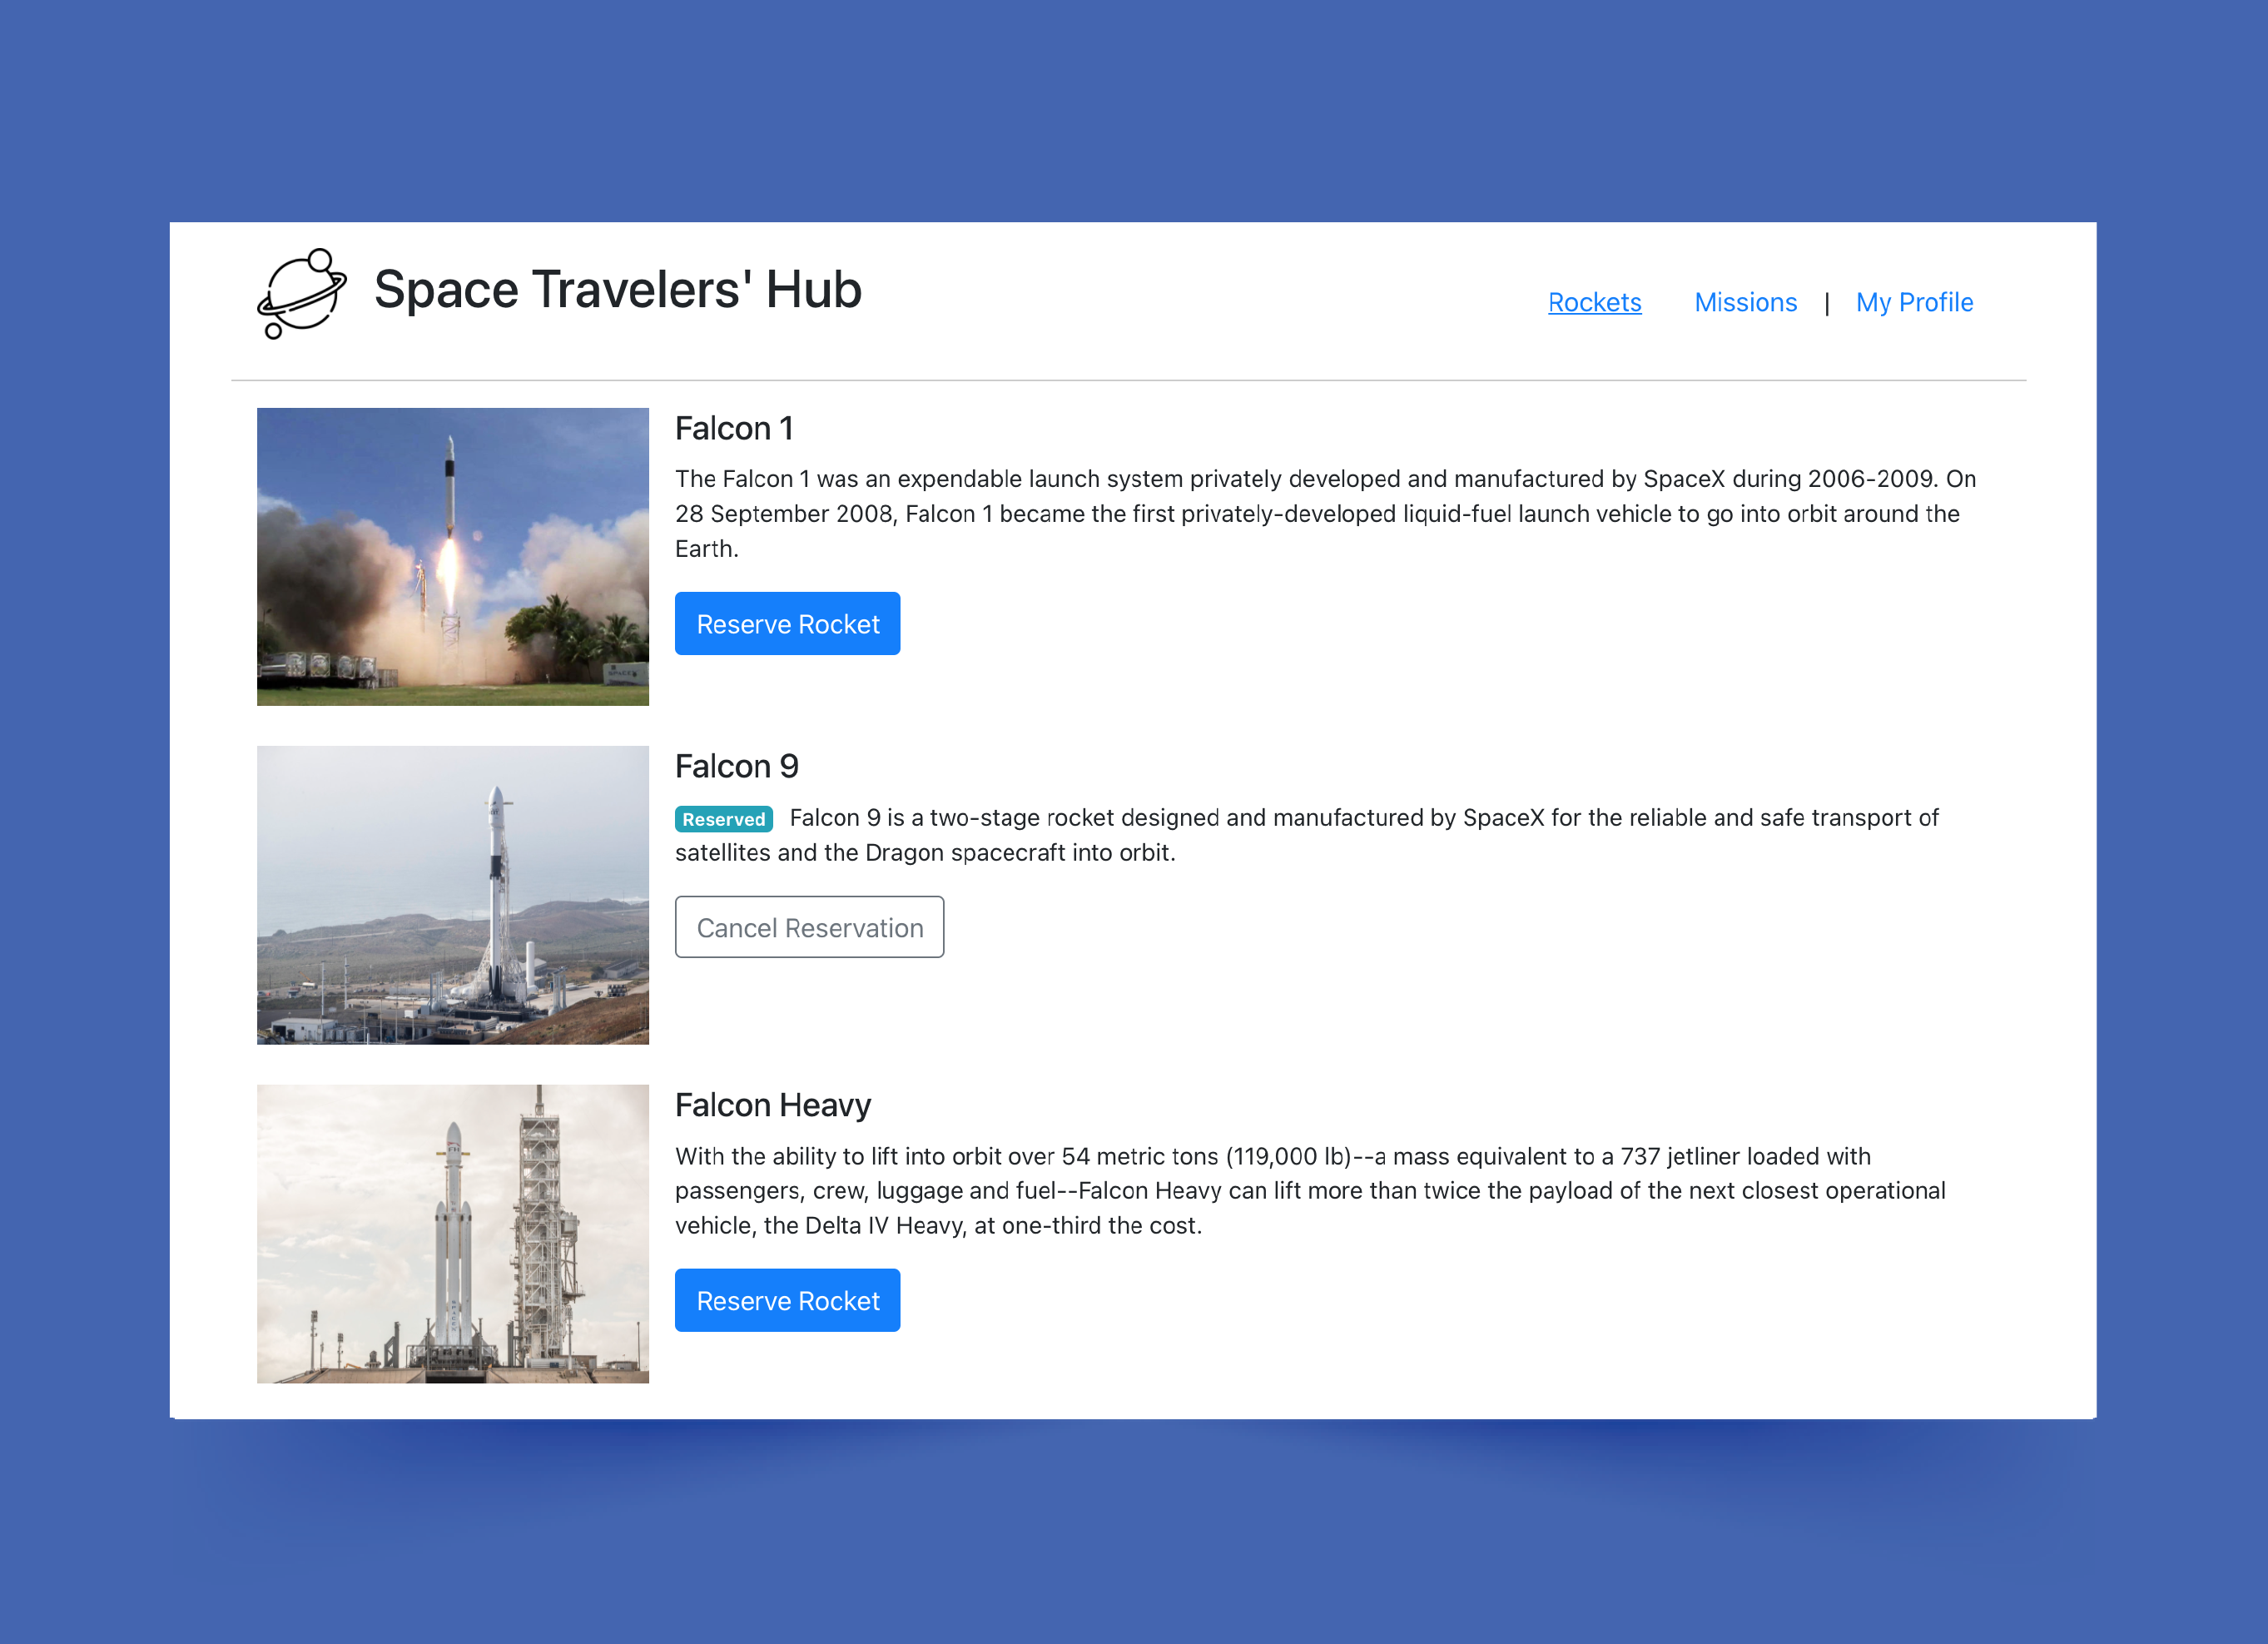 Space Travelers' Hub
Rockets Missions | My Profile
Falcon 1
The Falcon 1 was an expendable launch system privately developed and manufactured by SpaceX during 2006-2009. On
28 September 2008, Falcon 1 became the first privately-developed liquid-fuel launch vehicle to go into orbit around the
Earth.
Reserve Rocket
Falcon 9
Reserved Falcon 9 is a two-stage rocket designed and manufactured by SpaceX for the reliable and safe transport of
satellites and the Dragon spacecraft into orbit.
Cancel Reservation
Falcon Heavy
With the ability to lift into orbit over 54 metric tons (119,000 lb)--a mass equivalent to a 737 jetliner loaded with
passengers, crew, luggage and fuel--Falcon Heavy can lift more than twice the payload of the next closest operational
vehicle, the Delta IV Heavy, at one-third the cost.
Reserve Rocket